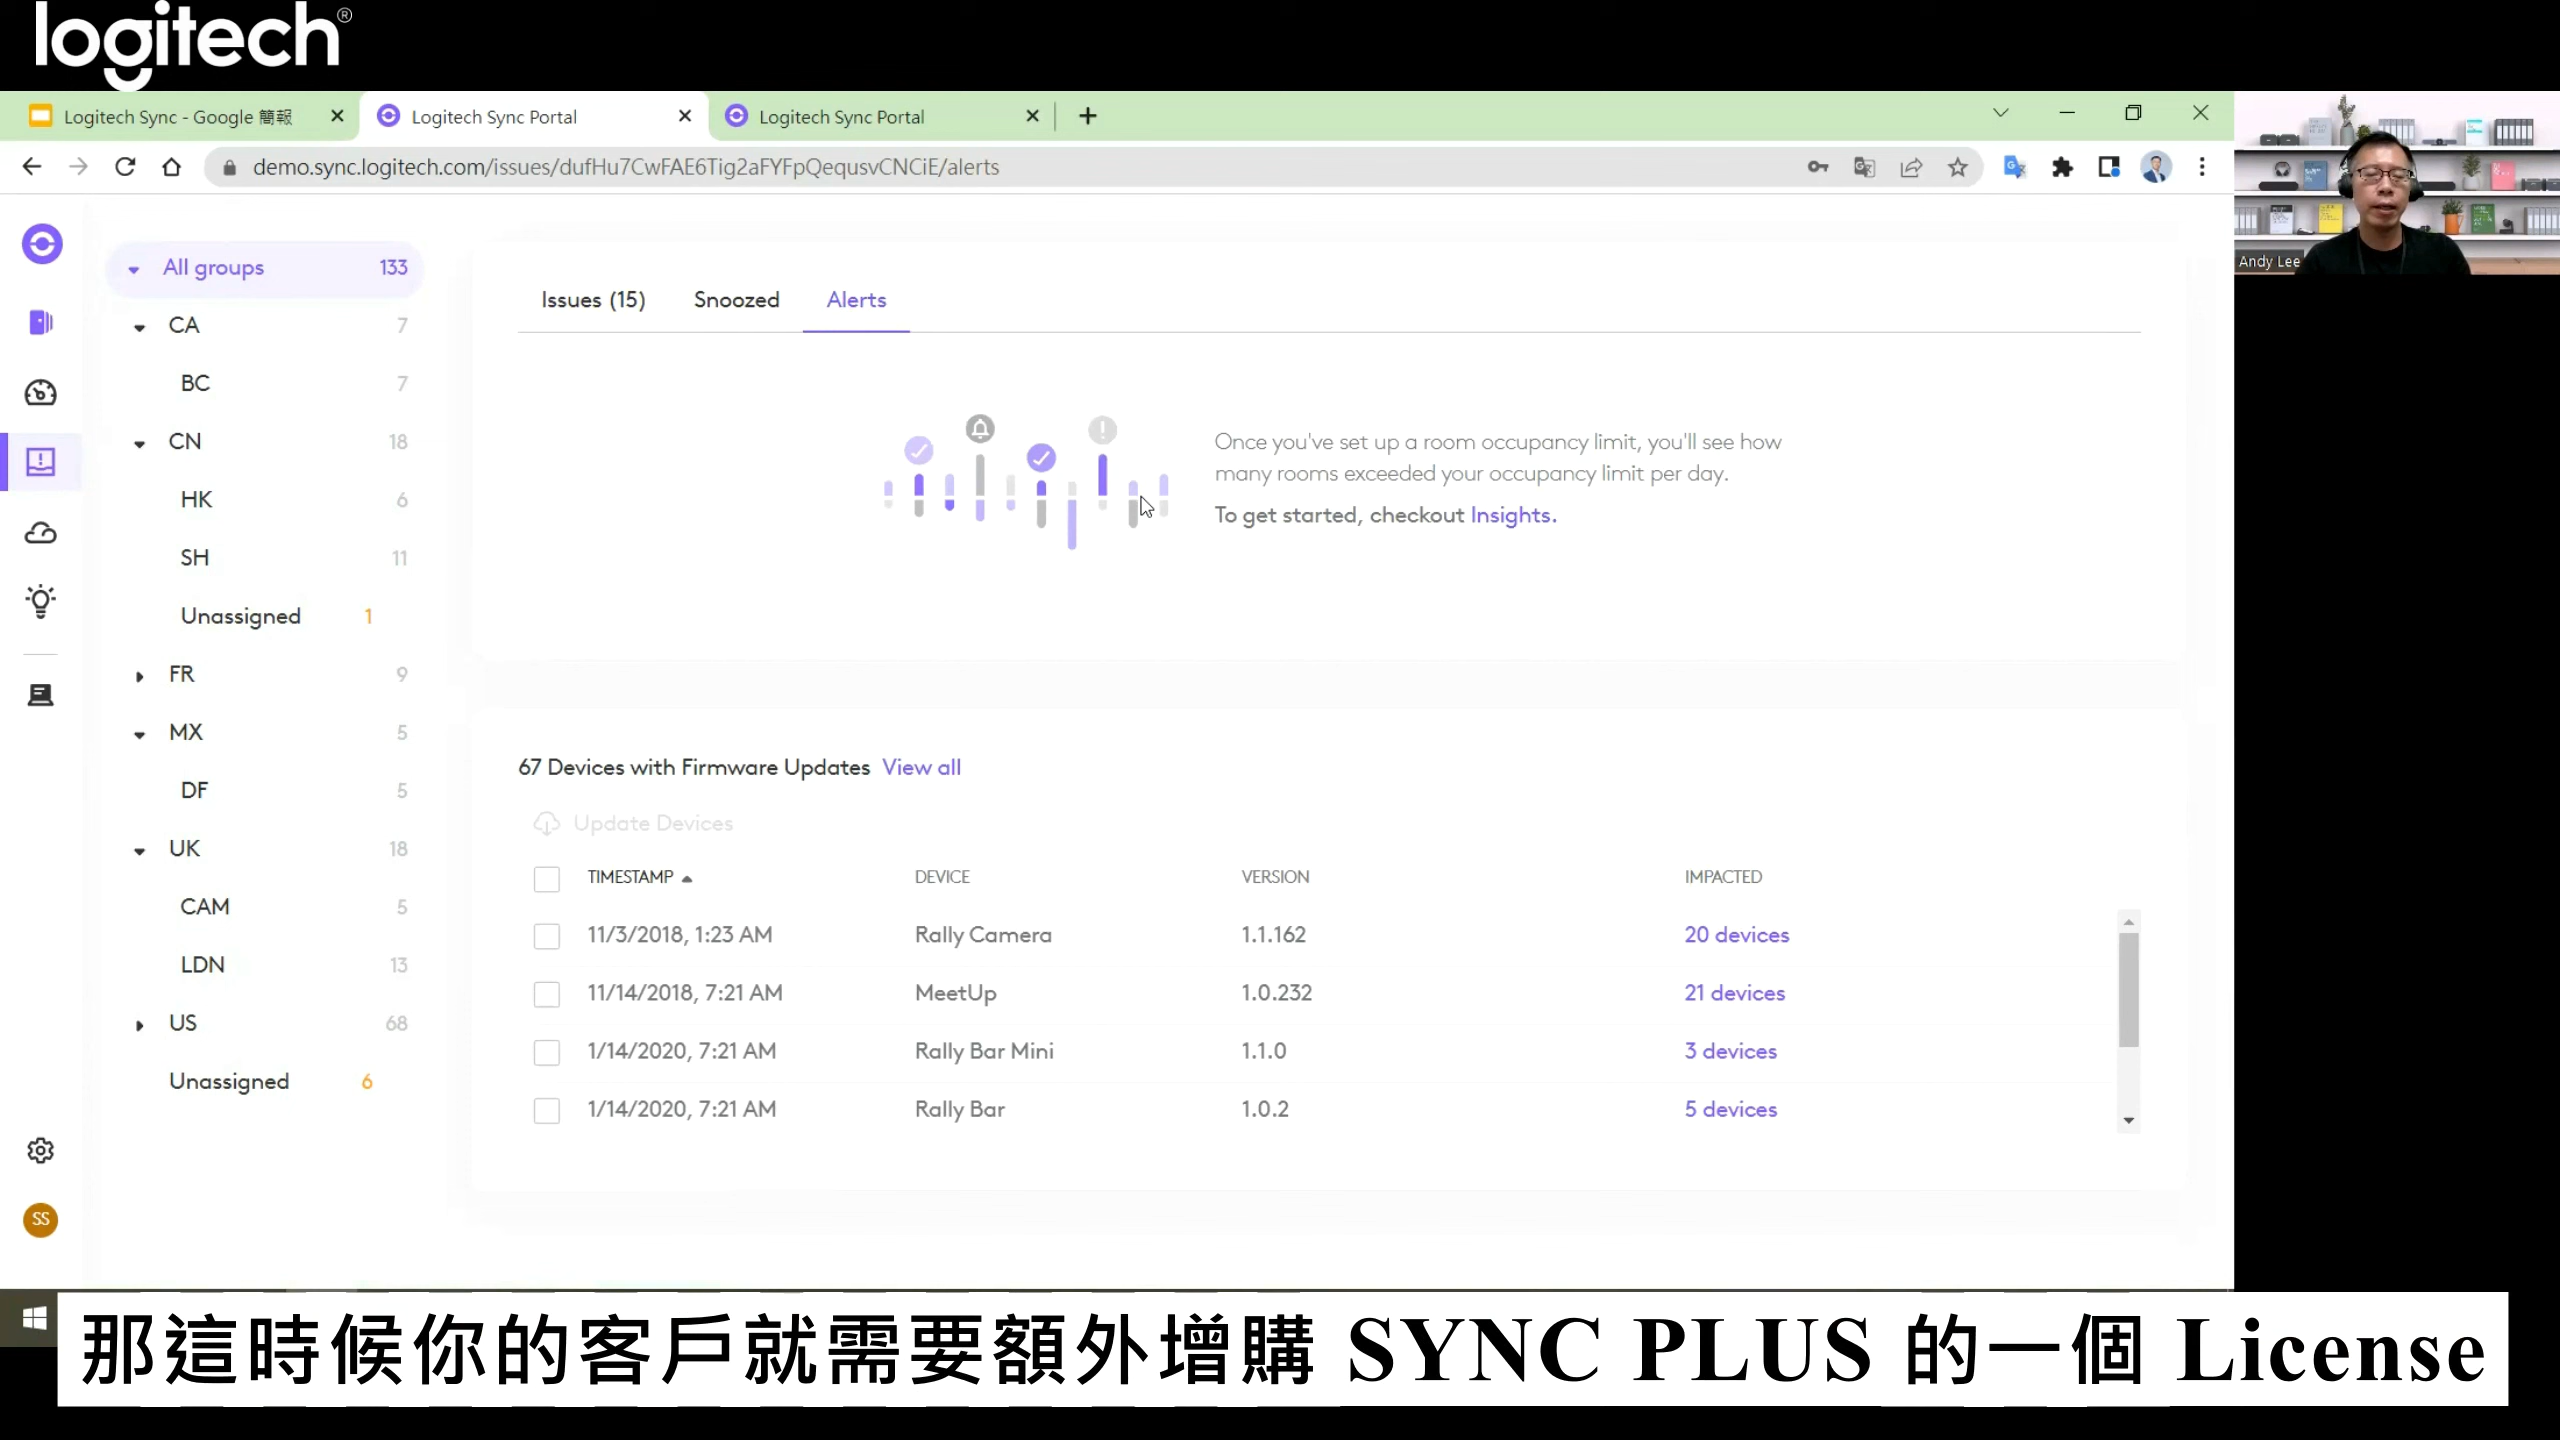 logitech®
Logitech Sync - Google 簡報
Logitech Sync Portal
Logitech Sync Portal
demo.sync.logitech.com/issues/dufHu7CwFAE6Tig2aFYFpQequsvCNCiE/alerts
Andy Lee
All groups 133
CA 7
BC 7
CN 18
HK 6
SH 11
Unassigned 1
FR 9
MX 5
DF 5
UK 18
CAM 5
LDN 13
US 68
Unassigned 6
SS
Issues (15) Snoozed Alerts
Once you've set up a room occupancy limit, you'll see how
many rooms exceeded your occupancy limit per day.
To get started, checkout Insights.
67 Devices with Firmware Updates View all
Update Devices
TIMESTAMP DEVICE VERSION IMPACTED
11/3/2018, 1:23 AM Rally Camera 1.1.162 20 devices
11/14/2018, 7:21 AM MeetUp 1.0.232 21 devices
1/14/2020, 7:21 AM Rally Bar Mini 1.1.0 3 devices
1/14/2020, 7:21 AM Rally Bar 1.0.2 5 devices
那這時候你的客戶就需要額外增購 SYNC PLUS 的一個 License